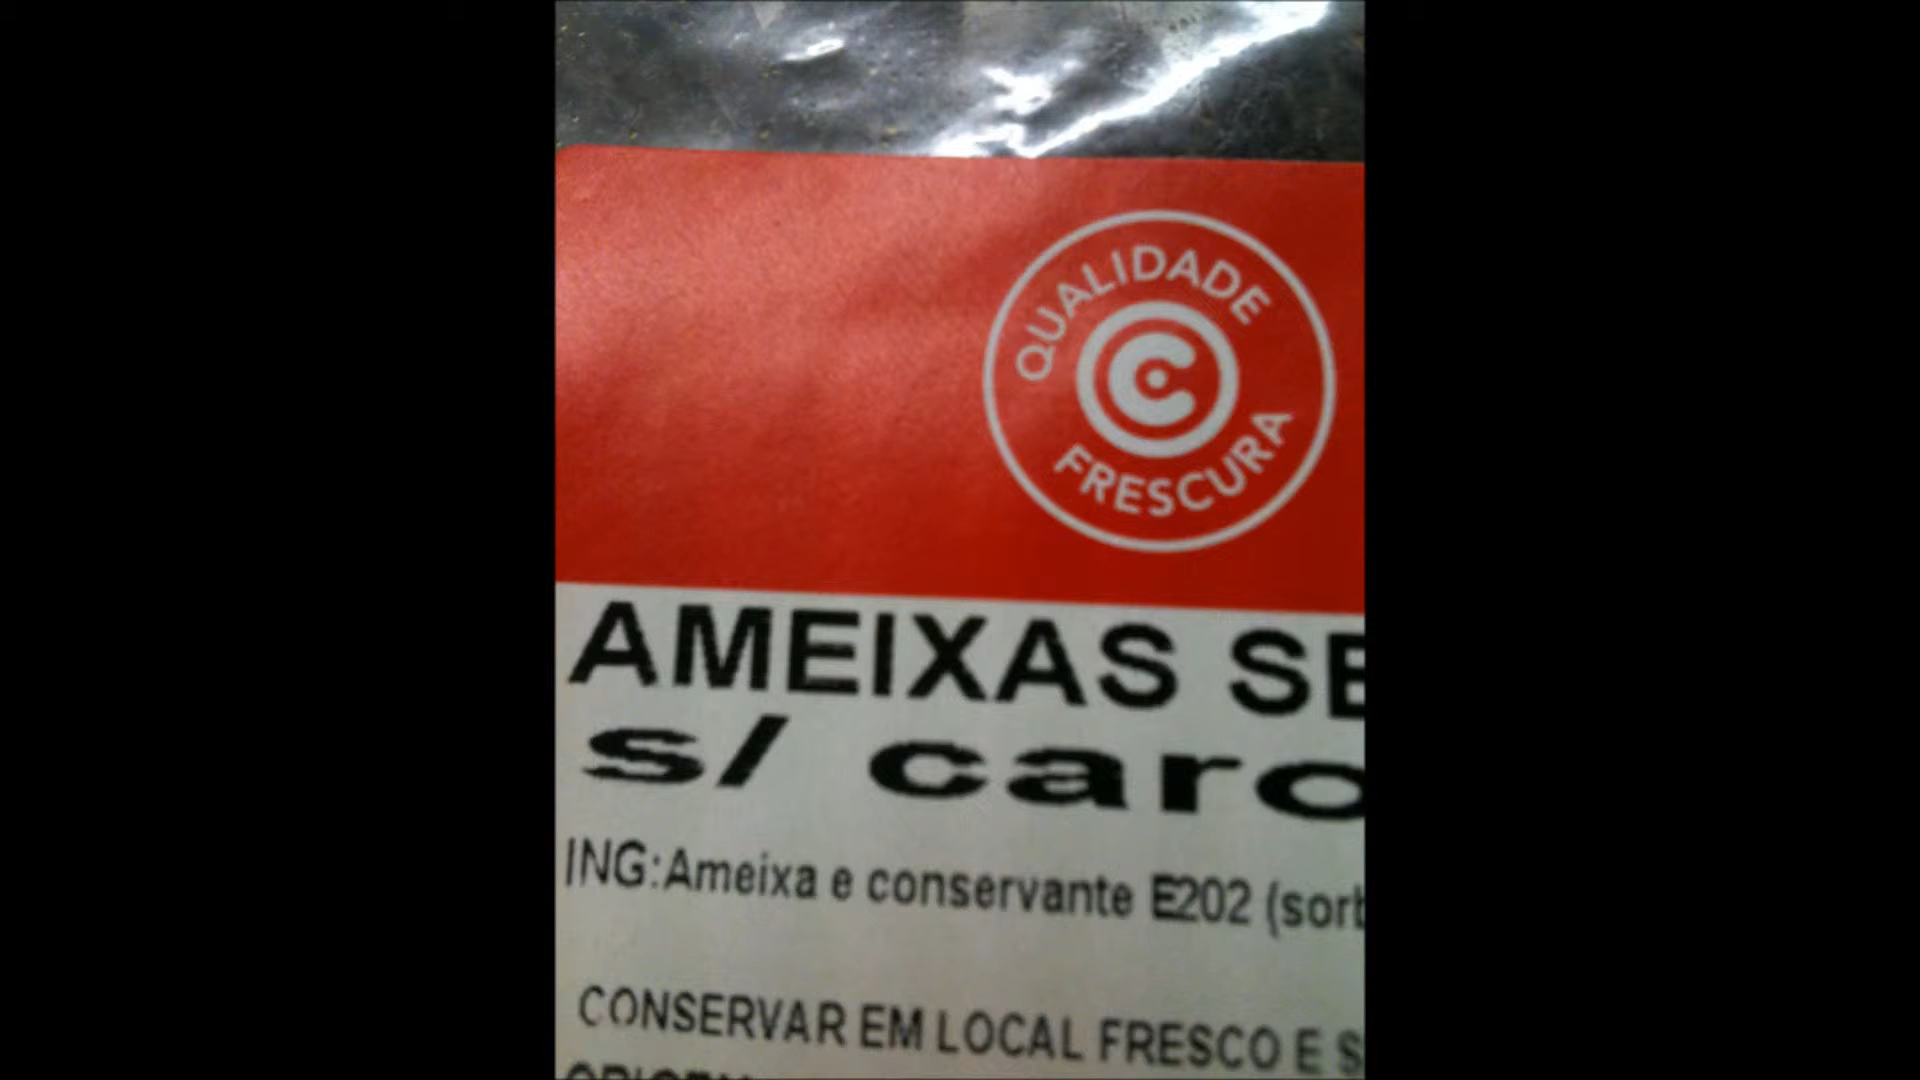 QUALIDADE
C
FRESCURA
AMEIXAS SE
s/ caro
ING:Ameixa e conservante E202 (sorb
CONSERVAR EM LOCAL FRESCO E S